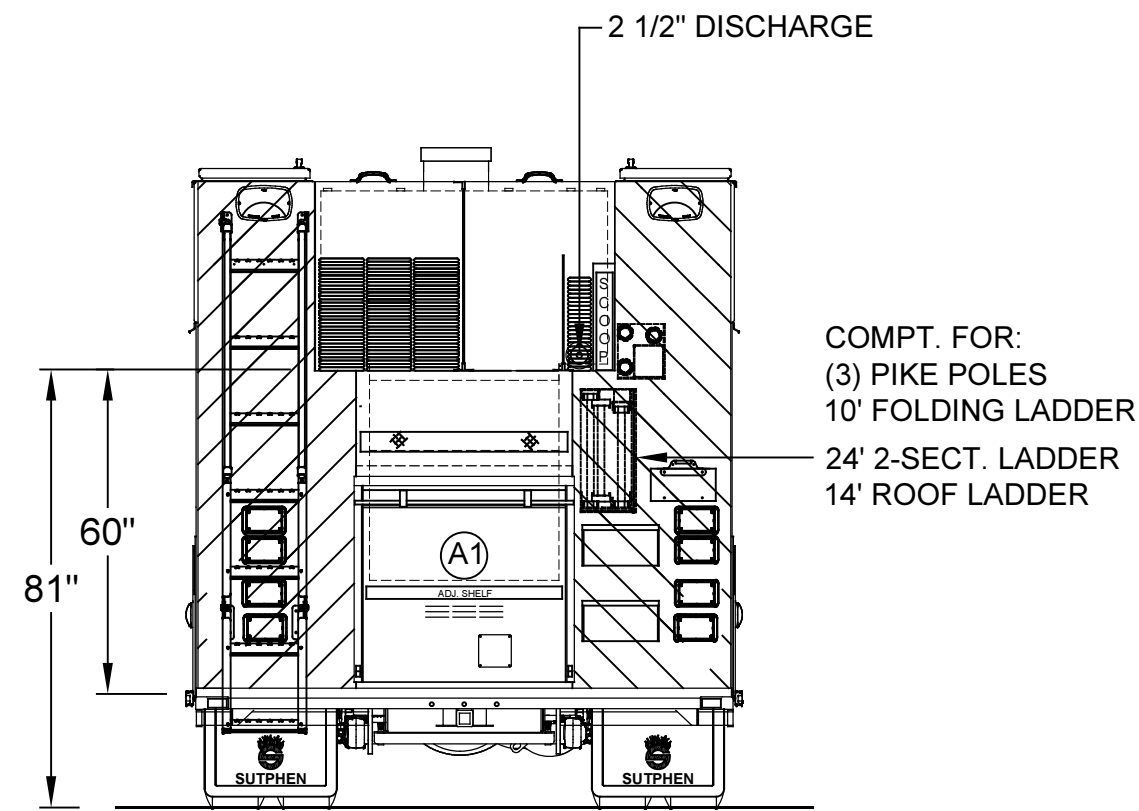 2 1/2" DISCHARGE
SCOOP
COMPT. FOR:
(3) PIKE POLES
10' FOLDING LADDER
24' 2-SECT. LADDER
14' ROOF LADDER
60"
81"
A1
ADJ. SHELF
SUTPHEN
SUTPHEN